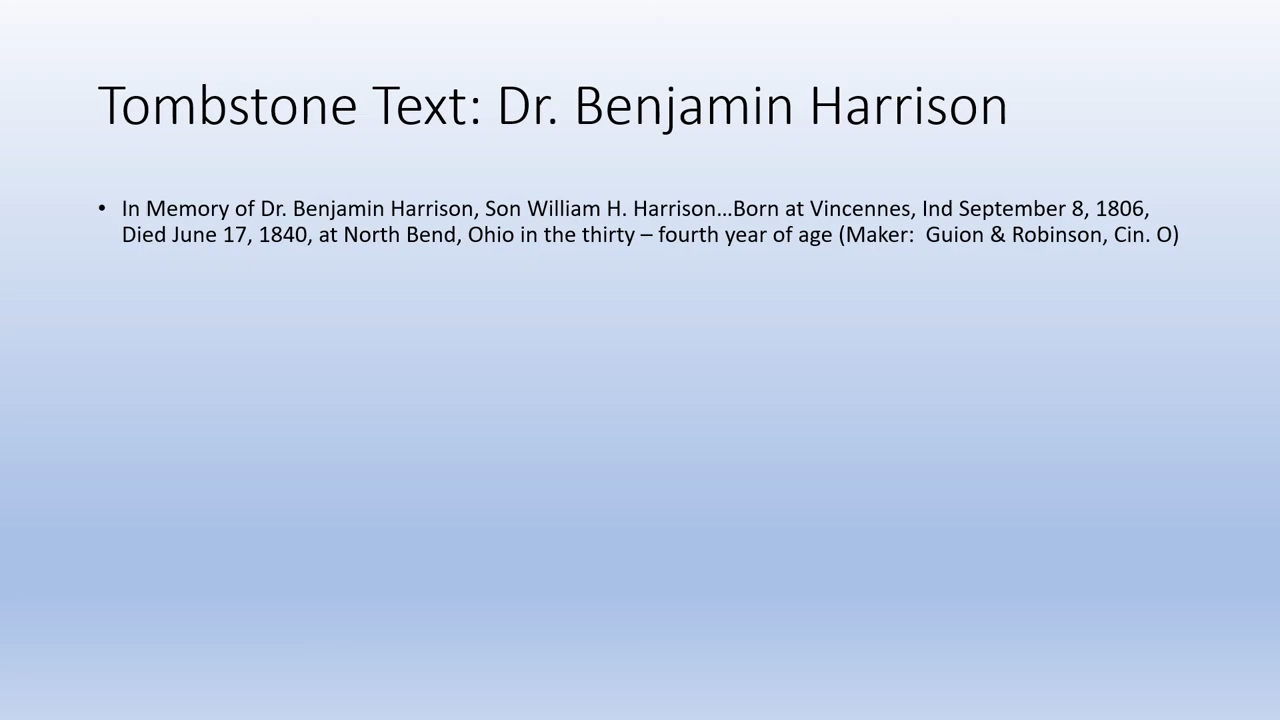 Tombstone Text: Dr. Benjamin Harrison
• In Memory of Dr. Benjamin Harrison, Son William H. Harrison…Born at Vincennes, Ind September 8, 1806,
Died June 17, 1840, at North Bend, Ohio in the thirty – fourth year of age (Maker:  Guion & Robinson, Cin. O)